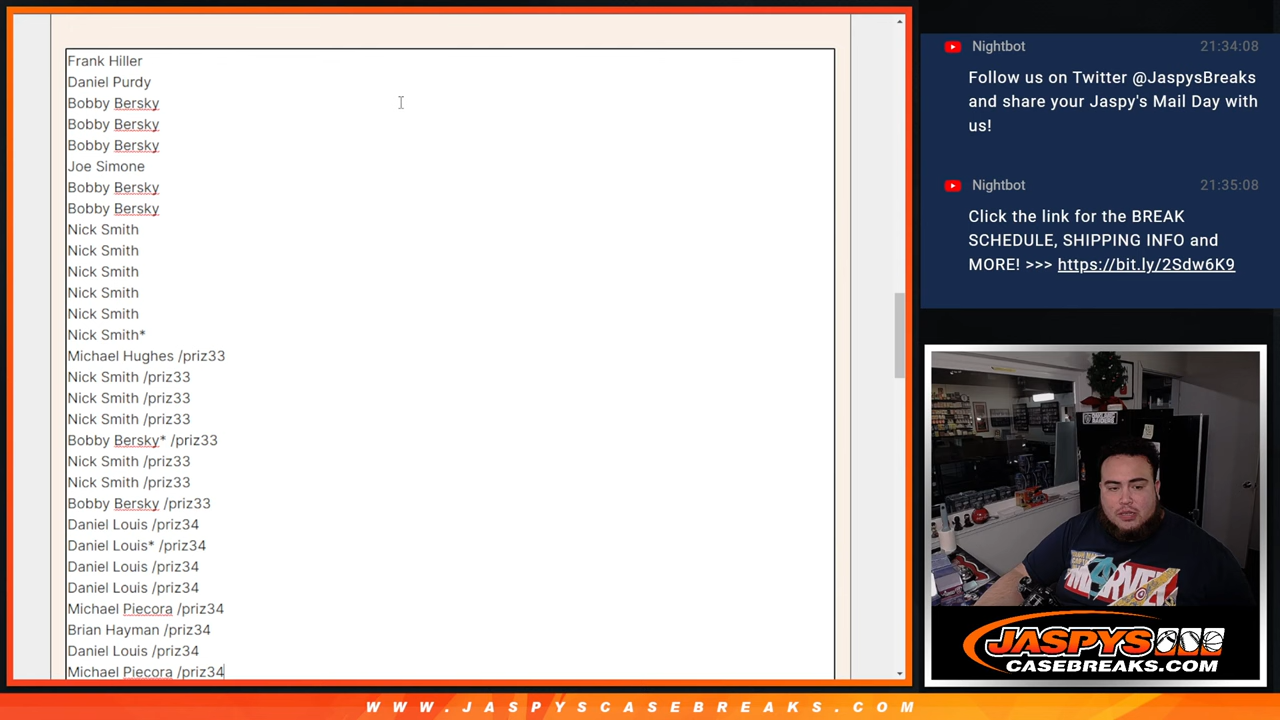 Frank Hiller
Daniel Purdy
Bobby Bersky
Bobby Bersky
Bobby Bersky
Joe Simone
Bobby Bersky
Bobby Bersky
Nick Smith
Nick Smith
Nick Smith
Nick Smith
Nick Smith
Nick Smith*
Michael Hughes /priz33
Nick Smith /priz33
Nick Smith /priz33
Nick Smith /priz33
Bobby Bersky* /priz33
Nick Smith /priz33
Nick Smith /priz33
Bobby Bersky /priz33
Daniel Louis /priz34
Daniel Louis* /priz34
Daniel Louis /priz34
Daniel Louis /priz34
Michael Piecora /priz34
Brian Hayman /priz34
Daniel Louis /priz34
Michael Piecora /priz34
Nightbot 21:34:08
Follow us on Twitter @JaspysBreaks
and share your Jaspy's Mail Day with
us!
Nightbot 21:35:08
Click the link for the BREAK
SCHEDULE, SHIPPING INFO and
MORE! >>> https://bit.ly/2Sdw6K9
MARVEL
JASPYS
CASEBREAKS.COM
WWW.JASPYSCASEBREAKS.COM